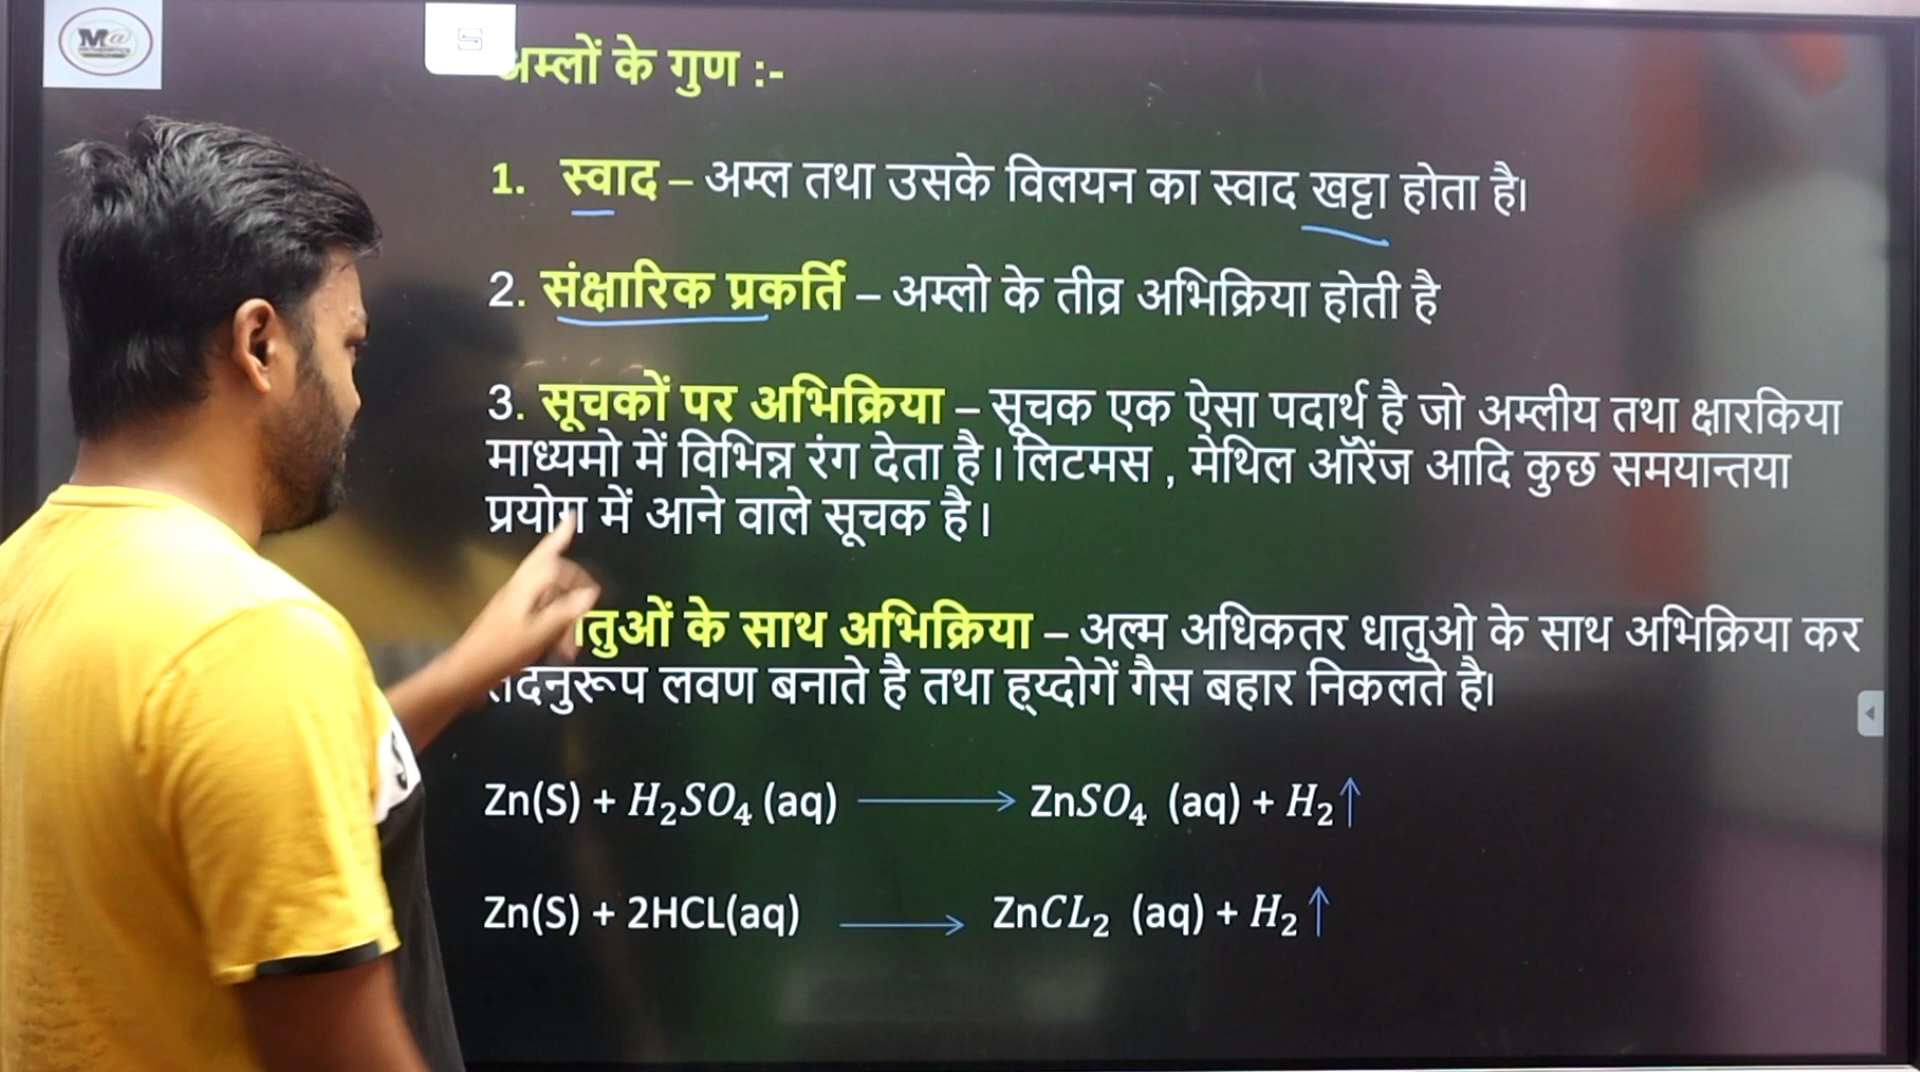 M@
अम्लों के गुण :-
1. स्वाद – अम्ल तथा उसके विलयन का स्वाद खट्टा होता है।
2. संक्षारिक प्रकर्ति – अम्लो के तीव्र अभिक्रिया होती है
3. सूचकों पर अभिक्रिया – सूचक एक ऐसा पदार्थ है जो अम्लीय तथा क्षारकिया
माध्यमो में विभिन्न रंग देता है । लिटमस , मेथिल ऑरेंज आदि कुछ समयान्तया
प्रयोग में आने वाले सूचक है ।
ातुओं के साथ अभिक्रिया – अल्म अधिकतर धातुओ के साथ अभिक्रिया कर
तदनुरूप लवण बनाते है तथा ह्य्दोगें गैस बहार निकलते है।
Zn(S) + H₂SO₄ (aq) ⟶ ZnSO₄ (aq) + H₂↑
Zn(S) + 2HCL(aq) ⟶ ZnCL₂ (aq) + H₂↑